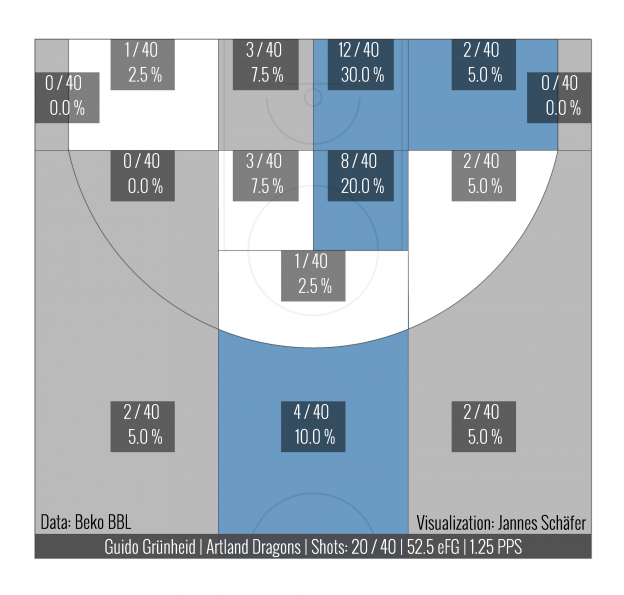 1 / 40
2.5 %
3 / 40
7.5 %
12 / 40
30.0 %
2 / 40
5.0 %
0 / 40
0.0 %
0 / 40
0.0 %
0 / 40
0.0 %
3 / 40
7.5 %
8 / 40
20.0 %
2 / 40
5.0 %
1 / 40
2.5 %
2 / 40
5.0 %
4 / 40
10.0 %
2 / 40
5.0 %
Data: Beko BBL
Visualization: Jannes Schäfer
Guido Grünheid | Artland Dragons | Shots: 20 / 40 | 52.5 eFG | 1.25 PPS